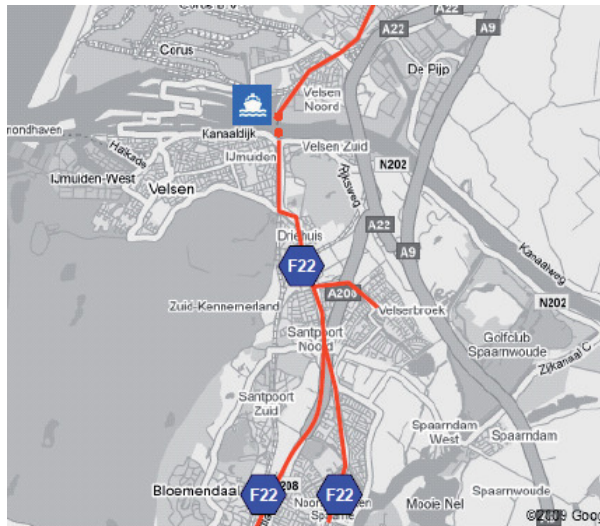 Corus
A22
A9
De Pijp
Velsen
Noord
Kanaaldijk
IJmuiden
Velsen Zuid
N202
IJmuiden-West
Halkade
Velsen
Rijksweg
A22
Driehuis
A9
Kanaalweg
F22
A208
N202
Zuid-Kennemerland
Velserbroek
Santpoort
Noord
Golfclub
Spaarnwoude
Zijkanaal C
Santpoort
Zuid
Spaarndam
West
Spaarndam
Bloemendaal
F22
F22
Mooie Nel
Spaarnwoude